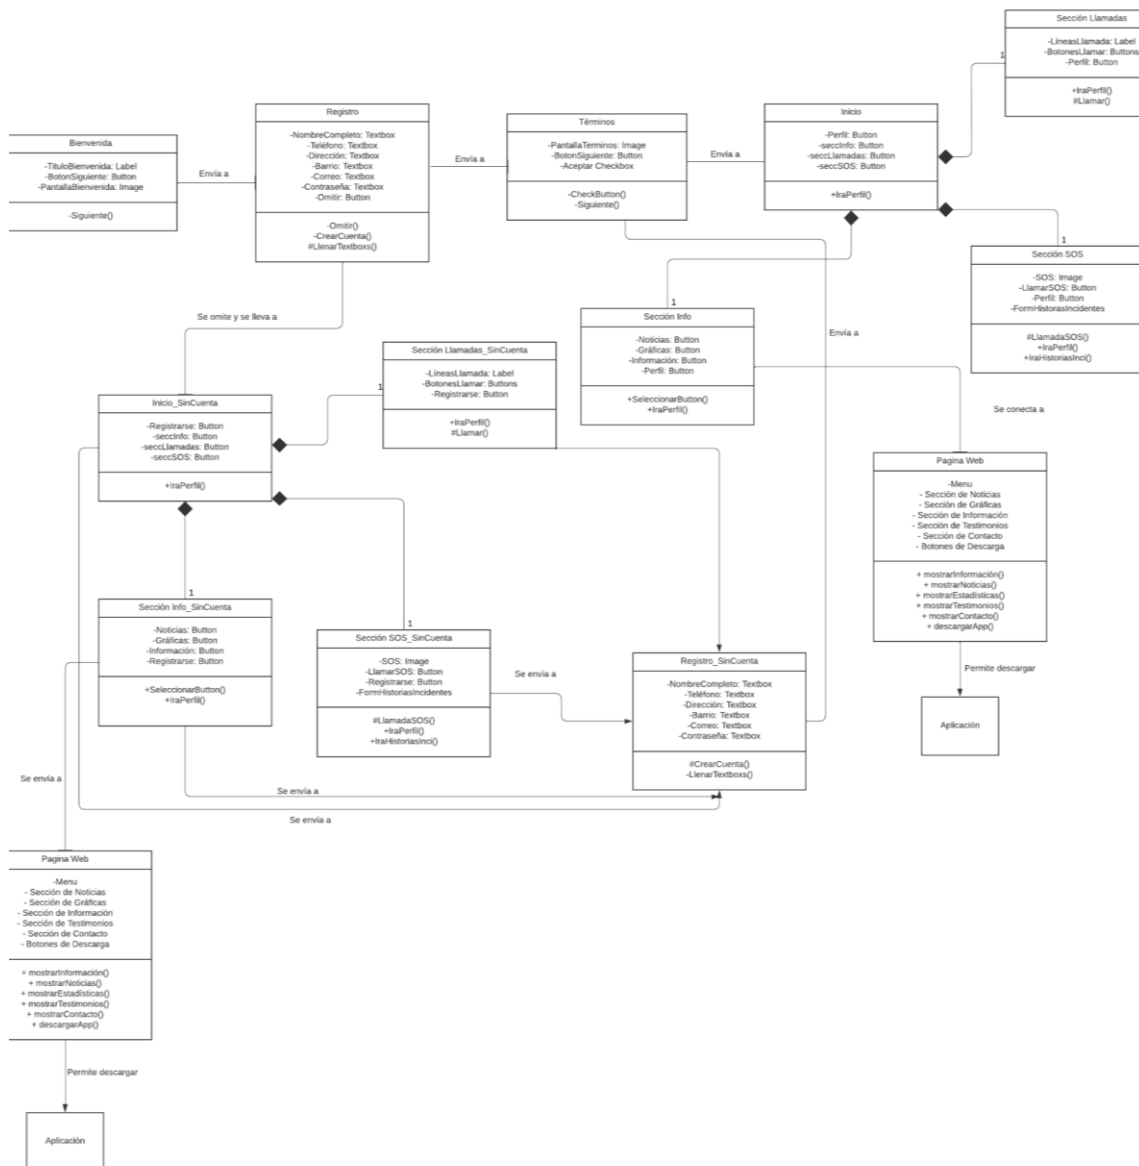 Sección Llamadas
-LíneasLlamada: Label
-BotonesLlamar: Buttons
-Perfil: Button
+IraPerfil()
#Llamar()
1
Bienvenida
-TituloBienvenida: Label
-BotonSiguiente: Button
-PantallaBienvenida: Image
-Siguiente()
Envía a
Registro
-NombreCompleto: Textbox
-Teléfono: Textbox
-Dirección: Textbox
-Barrio: Textbox
-Correo: Textbox
-Contraseña: Textbox
-Omitir: Button
-Omitir()
-CrearCuenta()
#LlenarTextboxs()
Envía a
Términos
-PantallaTerminos: Image
-BotonSiguiente: Button
-Aceptar Checkbox
-CheckButton()
-Siguiente()
Envía a
Inicio
-Perfil: Button
-seccInfo: Button
-seccLlamadas: Button
-seccSOS: Button
+IraPerfil()
1
Sección SOS
-SOS: Image
-LlamarSOS: Button
-Perfil: Button
-FormHistorasIncidentes
#LlamadaSOS()
+IraPerfil()
+IraHistoriasInci()
1
Sección Info
-Noticias: Button
-Gráficas: Button
-Información: Button
-Perfil: Button
+SeleccionarButton()
+IraPerfil()
Envía a
Se omite y se lleva a
Sección Llamadas_SinCuenta
-LíneasLlamada: Label
-BotonesLlamar: Buttons
-Registrarse: Button
+IraPerfil()
#Llamar()
1
Inicio_SinCuenta
-Registrarse: Button
-seccInfo: Button
-seccLlamadas: Button
-seccSOS: Button
+IraPerfil()
Se conecta a
Pagina Web
-Menu
- Sección de Noticias
- Sección de Gráficas
- Sección de Información
- Sección de Testimonios
- Sección de Contacto
- Botones de Descarga
+ mostrarInformación()
+ mostrarNoticias()
+ mostrarEstadísticas()
+ mostrarTestimonios()
+ mostrarContacto()
+ descargarApp()
Permite descargar
Aplicación
1
Sección Info_SinCuenta
-Noticias: Button
-Gráficas: Button
-Información: Button
-Registrarse: Button
+SeleccionarButton()
+IraPerfil()
1
Sección SOS_SinCuenta
-SOS: Image
-LlamarSOS: Button
-Registrarse: Button
-FormHistoriasIncidentes
#LlamadaSOS()
+IraPerfil()
+IraHistoriasInci()
Se envía a
Registro_SinCuenta
-NombreCompleto: Textbox
-Teléfono: Textbox
-Dirección: Textbox
-Barrio: Textbox
-Correo: Textbox
-Contraseña: Textbox
#CrearCuenta()
-LlenarTextboxs()
Se envía a
Se envía a
Se envía a
Pagina Web
-Menu
- Sección de Noticias
- Sección de Gráficas
- Sección de Información
- Sección de Testimonios
- Sección de Contacto
- Botones de Descarga
+ mostrarInformación()
+ mostrarNoticias()
+ mostrarEstadísticas()
+ mostrarTestimonios()
+ mostrarContacto()
+ descargarApp()
Permite descargar
Aplicación